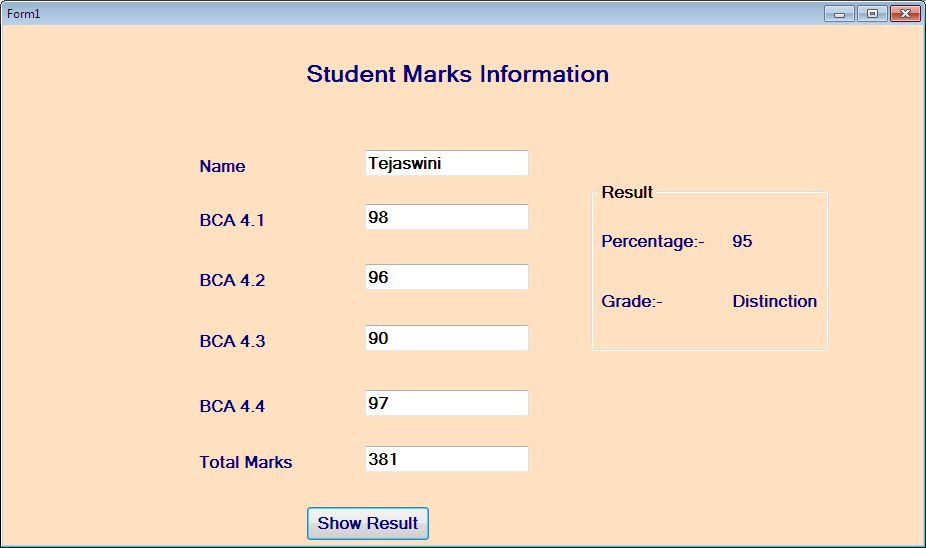 Form1
Student Marks Information
Name Tejaswini
BCA 4.1 98
BCA 4.2 96
BCA 4.3 90
BCA 4.4 97
Total Marks 381
Show Result
Result
Percentage:- 95
Grade:- Distinction